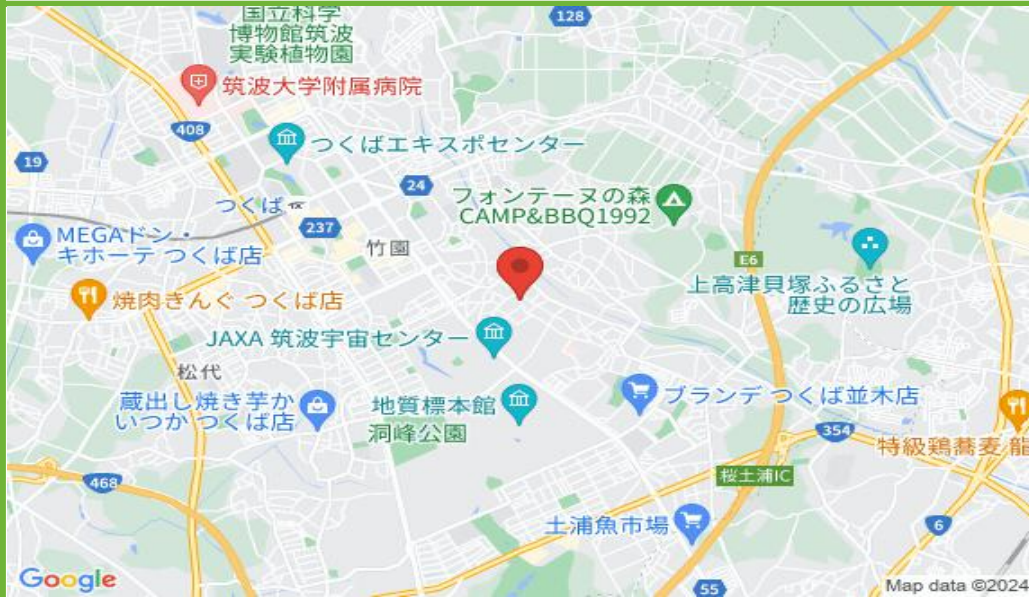 国立科学
博物館筑波
実験植物園
128
筑波大学附属病院
408
つくばエキスポセンター
19
24
フォンテーヌの森
CAMP&BBQ1992
つくば
237
竹園
MEGAドン・
キホーテ つくば店
E6
上高津貝塚ふるさと
歴史の広場
焼肉きんぐ つくば店
JAXA 筑波宇宙センター
松代
蔵出し焼き芋か
いつか つくば店
地質標本館
洞峰公園
ブランデ つくば並木店
354
特級鶏蕎麦 龍
468
桜土浦IC
土浦魚市場
6
55
Google
Map data ©2024